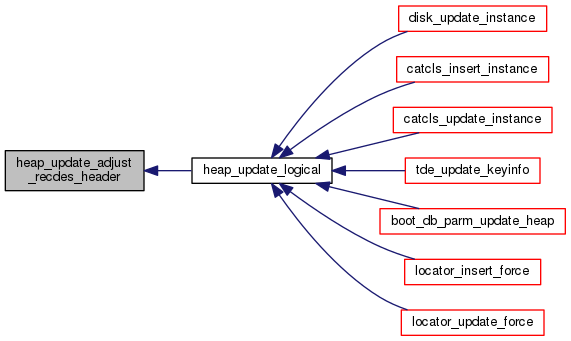 heap_update_adjust
_recdes_header
heap_update_logical
disk_update_instance
catcls_insert_instance
catcls_update_instance
tde_update_keyinfo
boot_db_parm_update_heap
locator_insert_force
locator_update_force